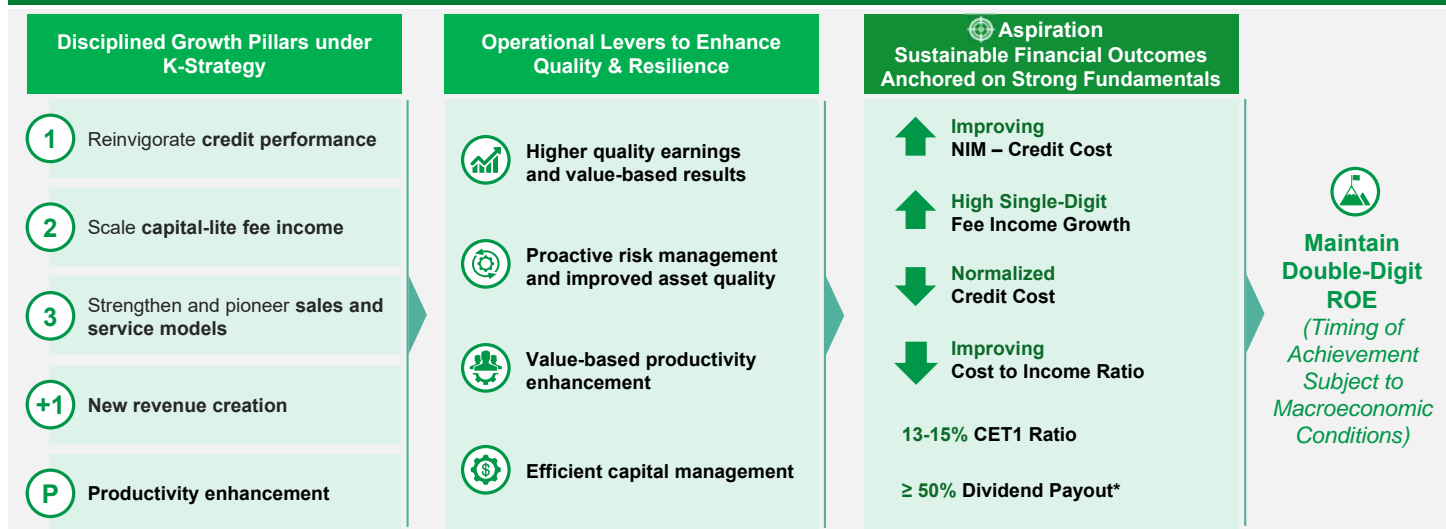 Disciplined Growth Pillars under
K-Strategy
1
Reinvigorate credit performance
2
Scale capital-lite fee income
3
Strengthen and pioneer sales and
service models
+1
New revenue creation
P
Productivity enhancement
Operational Levers to Enhance
Quality & Resilience
Higher quality earnings
and value-based results
Proactive risk management
and improved asset quality
Value-based productivity
enhancement
$
Efficient capital management
Aspiration
Sustainable Financial Outcomes
Anchored on Strong Fundamentals
Improving
NIM – Credit Cost
High Single-Digit
Fee Income Growth
Normalized
Credit Cost
Improving
Cost to Income Ratio
13-15% CET1 Ratio
≥ 50% Dividend Payout*
Maintain
Double-Digit
ROE
(Timing of
Achievement
Subject to
Macroeconomic
Conditions)